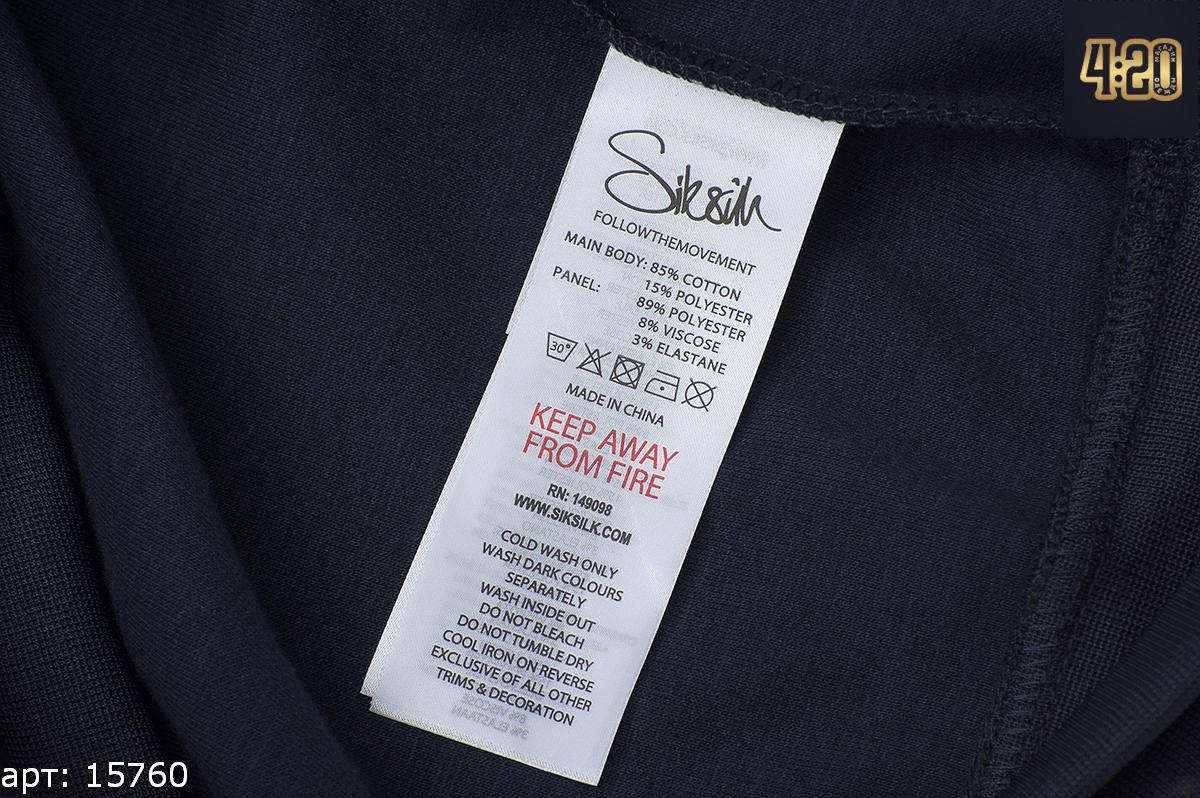 4:20
Siksilk
FOLLOWTHEMOVEMENT
MAIN BODY: 85% COTTON
15% POLYESTER
PANEL: 89% POLYESTER
8% VISCOSE
3% ELASTANE
30°
MADE IN CHINA
KEEP AWAY
FROM FIRE
RN: 149098
WWW.SIKSILK.COM
COLD WASH ONLY
WASH DARK COLOURS
SEPARATELY
WASH INSIDE OUT
DO NOT BLEACH
DO NOT TUMBLE DRY
COOL IRON ON REVERSE
EXCLUSIVE OF ALL OTHER
TRIMS & DECORATION
арт: 15760